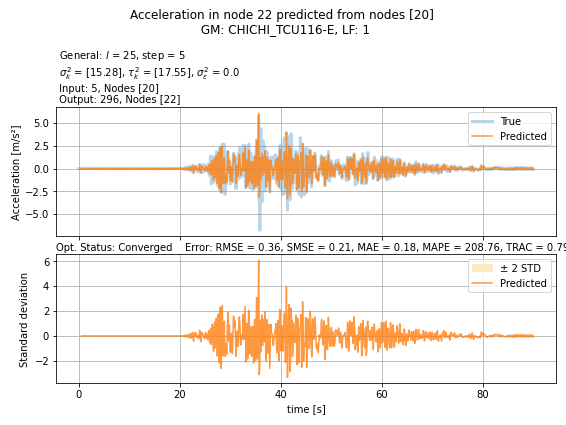 Acceleration in node 22 predicted from nodes [20]
GM: CHICHI_TCU116-E, LF: 1
General: l = 25, step = 5
σ²ₖ = [15.28], τ²ₖ = [17.55], σ²ε = 0.0
Input: 5, Nodes [20]
Output: 296, Nodes [22]
Acceleration [m/s²]
5.0
2.5
0.0
−2.5
−5.0
True
Predicted
Opt. Status: Converged Error: RMSE = 0.36, SMSE = 0.21, MAE = 0.18, MAPE = 208.76, TRAC = 0.79
Standard deviation
6
4
2
0
−2
± 2 STD
Predicted
0 20 40 60 80
time [s]